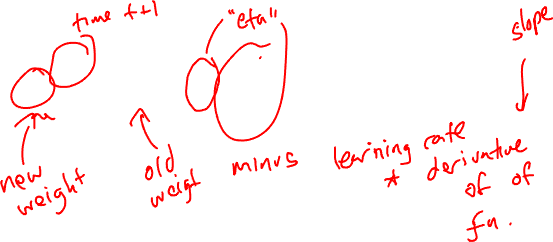 time t+1
"eta"
slope
new
weight
old
weight
minus
learning rate
* derivative
of of
fn.